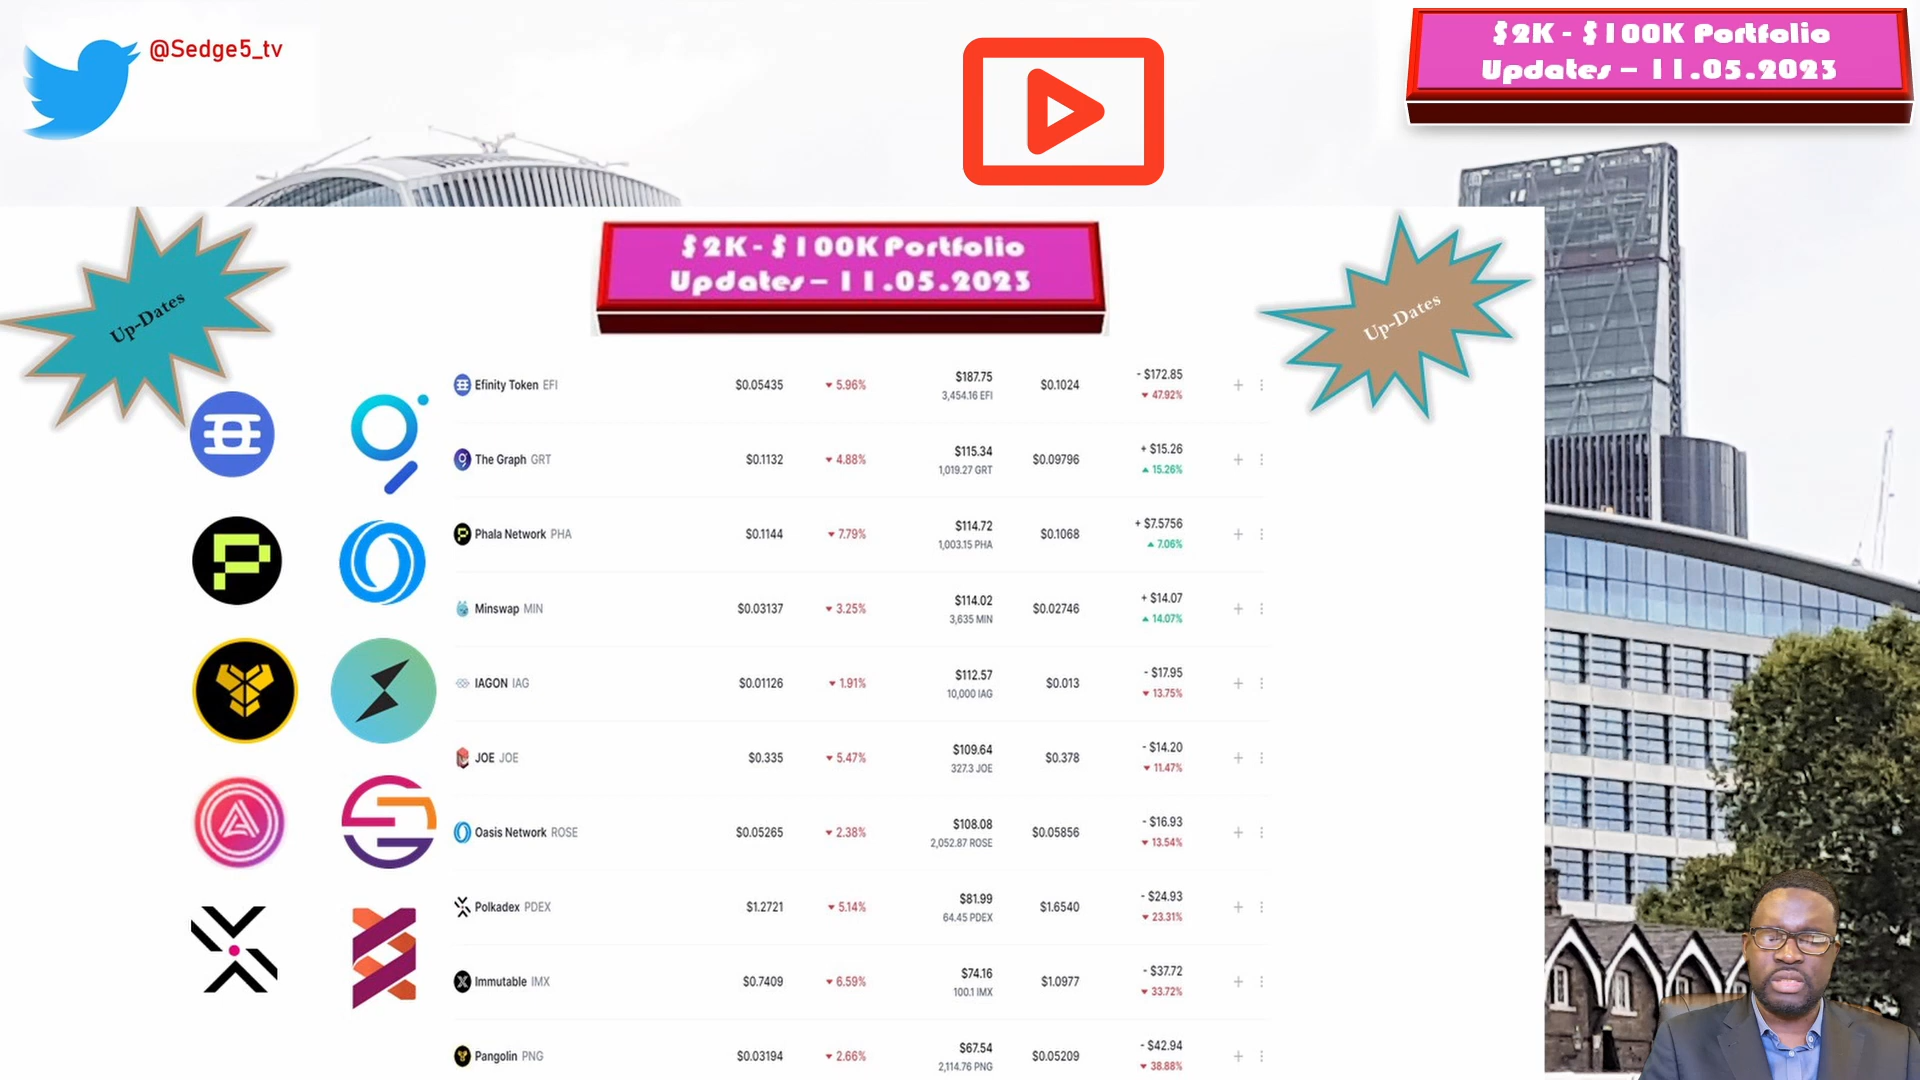 @Sedge5_tv
$2K - $100K Portfolio
Updates – 11.05.2023
$2K - $100K Portfolio
Updates – 11.05.2023
Up-Dates
Up-Dates
Efinity Token EFI $0.05435 5.96% $187.75 3,454.16 EFI $0.1024 - $172.85 47.92%
The Graph GRT $0.1132 4.88% $115.34 1,019.27 GRT $0.09796 + $15.26 15.26%
Phala Network PHA $0.1144 7.79% $114.72 1,003.15 PHA $0.1068 + $7.5756 7.06%
Minswap MIN $0.03137 3.25% $114.02 3,635 MIN $0.02746 + $14.07 14.07%
IAGON IAG $0.01126 1.91% $112.57 10,000 IAG $0.013 - $17.95 13.75%
JOE JOE $0.335 5.47% $109.64 327.3 JOE $0.378 - $14.20 11.47%
Oasis Network ROSE $0.05265 2.38% $108.08 2,052.87 ROSE $0.05856 - $16.93 13.54%
Polkadex PDEX $1.2721 5.14% $81.99 64.45 PDEX $1.6540 - $24.93 23.31%
Immutable IMX $0.7409 6.59% $74.16 100.1 IMX $1.0977 - $37.72 33.72%
Pangolin PNG $0.03194 2.66% $67.54 2,114.76 PNG $0.05209 - $42.94 38.88%